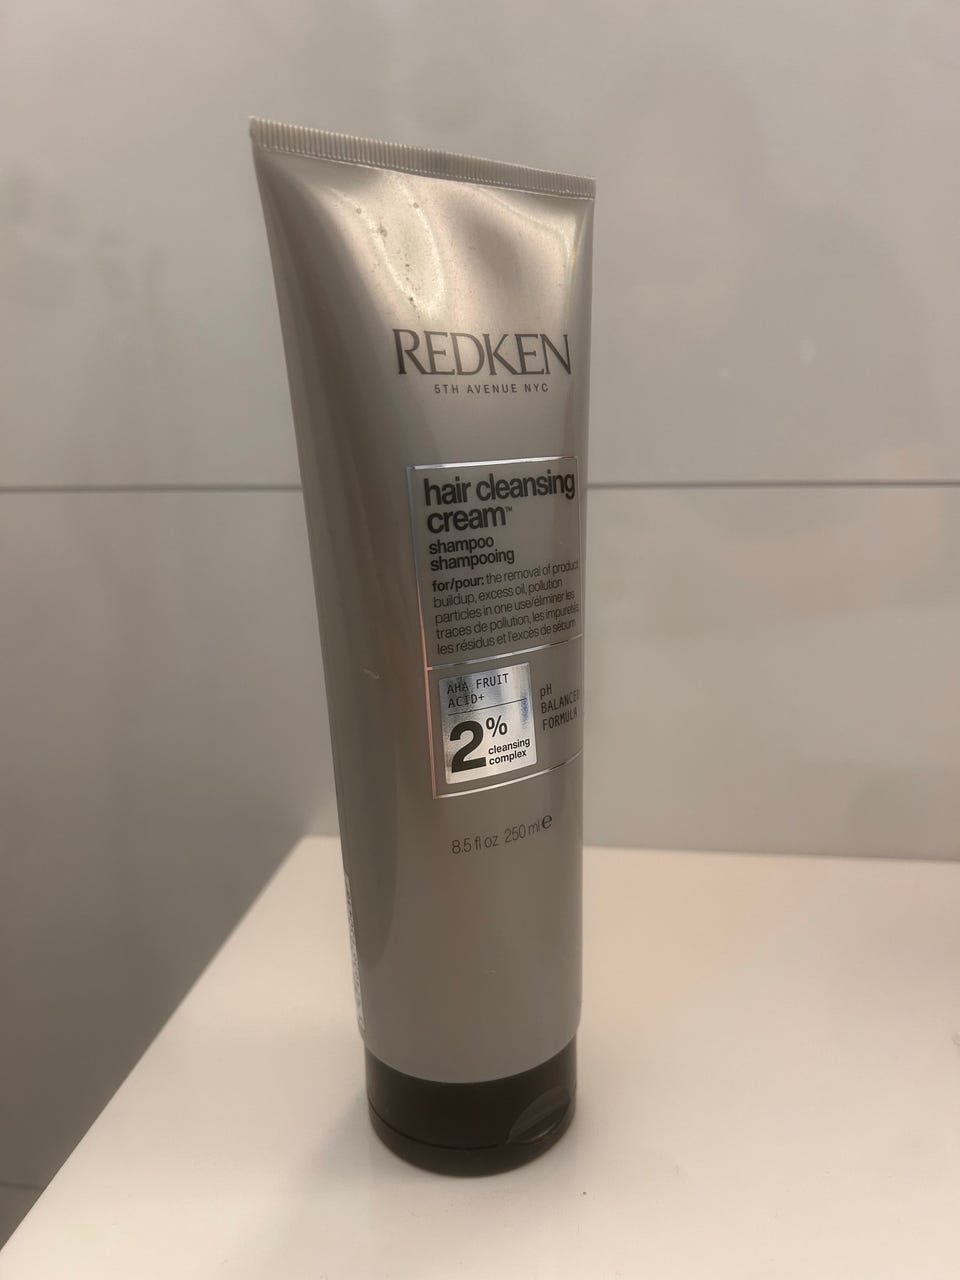 REDKEN
5TH AVENUE NYC
hair cleansing
cream™
shampoo
shampooing
for/pour: the removal of product
buildup, excess oil, pollution
particles in one use/éliminer les
traces de pollution, les impuretés,
les résidus et l'excès de sébum
AHA FRUIT
ACID+
2%
cleansing
complex
pH
BALANCED
FORMULA
8.5 fl oz 250 ml ℮